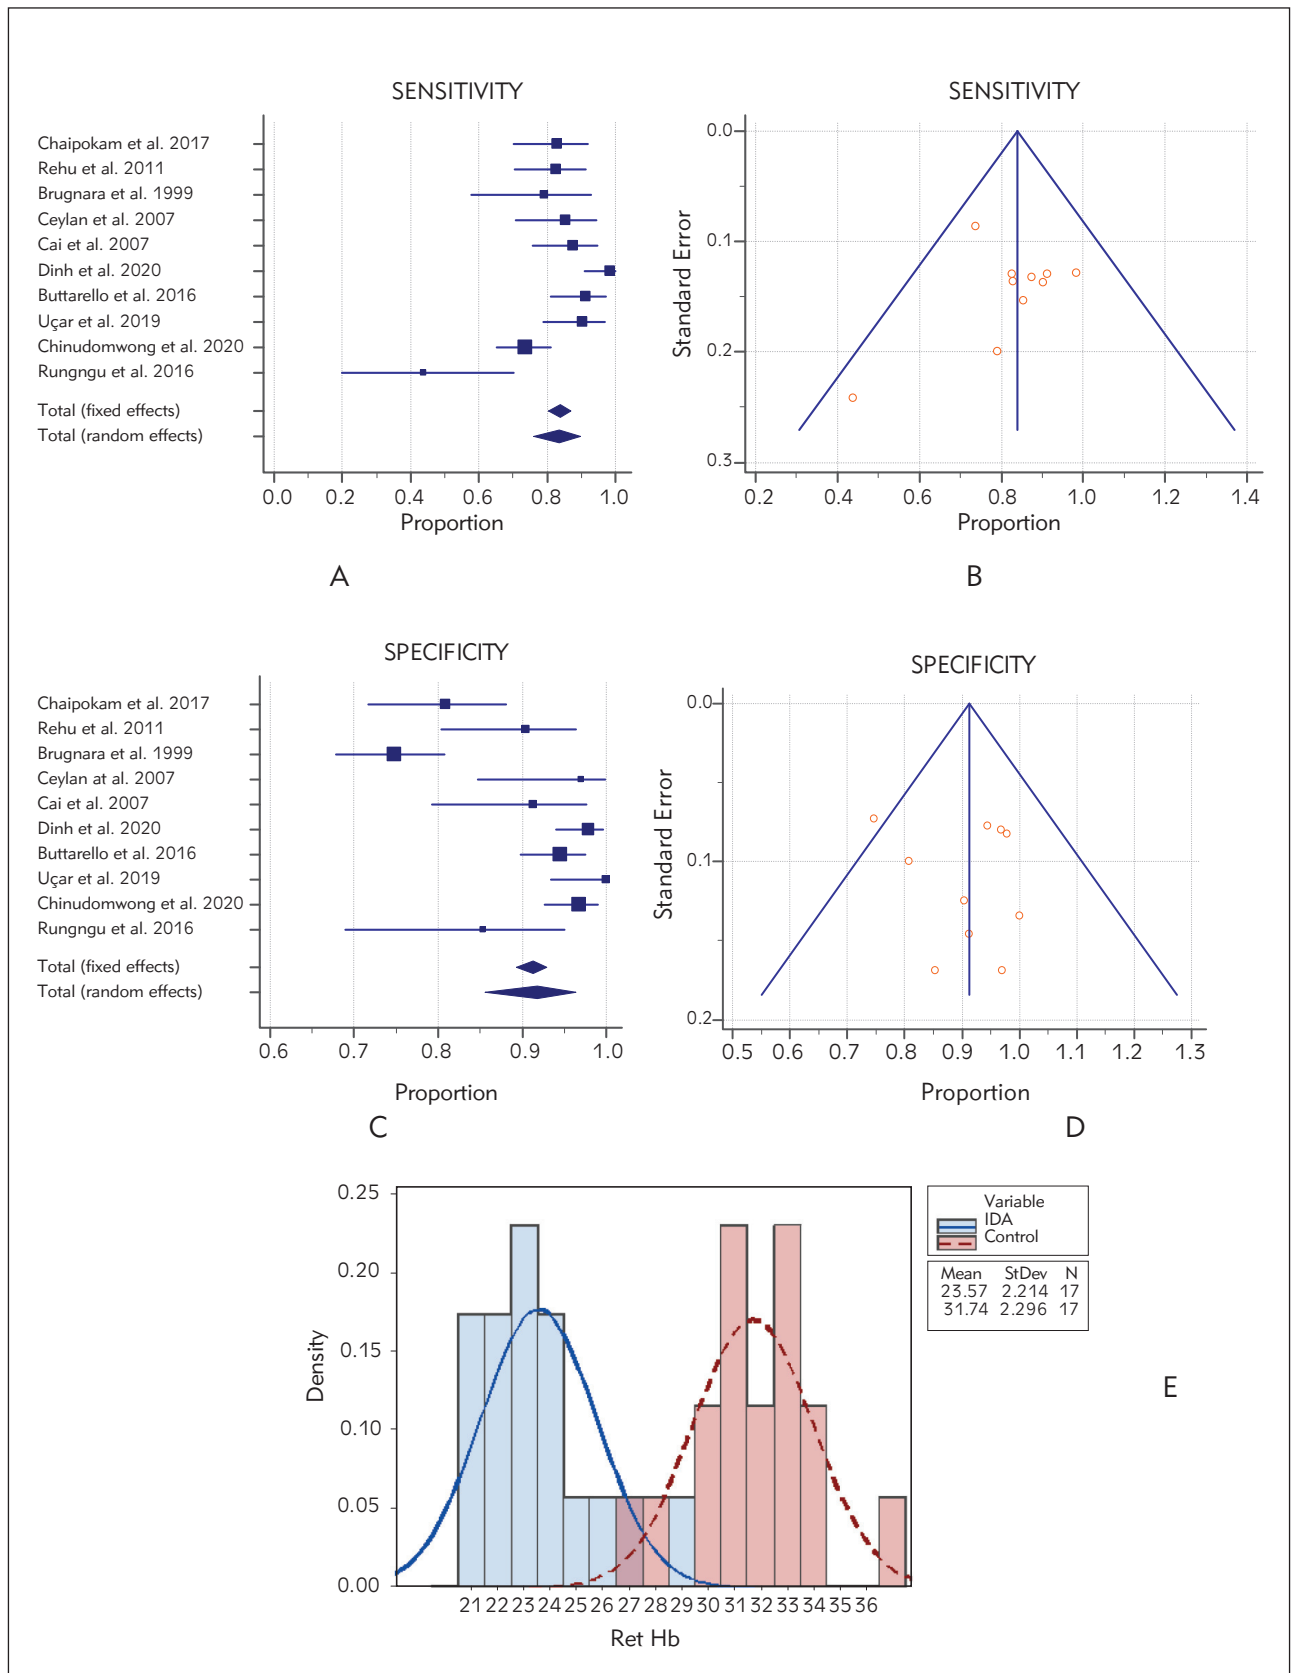 SENSITIVITY
Chaipokam et al. 2017
Rehu et al. 2011
Brugnara et al. 1999
Ceylan et al. 2007
Cai et al. 2007
Dinh et al. 2020
Buttarello et al. 2016
Uçar et al. 2019
Chinudomwong et al. 2020
Rungngu et al. 2016
Total (fixed effects)
Total (random effects)
0.0 0.2 0.4 0.6 0.8 1.0
Proportion
A
SENSITIVITY
0.0
0.1
0.2
0.3
Standard Error
0.2 0.4 0.6 0.8 1.0 1.2 1.4
Proportion
B
SPECIFICITY
Chaipokam et al. 2017
Rehu et al. 2011
Brugnara et al. 1999
Ceylan at al. 2007
Cai et al. 2007
Dinh et al. 2020
Buttarello et al. 2016
Uçar et al. 2019
Chinudomwong et al. 2020
Rungngu et al. 2016
Total (fixed effects)
Total (random effects)
0.6 0.7 0.8 0.9 1.0
Proportion
C
SPECIFICITY
0.0
0.1
0.2
Standard Error
0.5 0.6 0.7 0.8 0.9 1.0 1.1 1.2 1.3
Proportion
D
0.25
0.20
0.15
0.10
0.05
0.00
Density
21 22 23 24 25 26 27 28 29 30 31 32 33 34 35 36
Ret Hb
Variable
IDA
Control
Mean StDev N
23.57 2.214 17
31.74 2.296 17
E